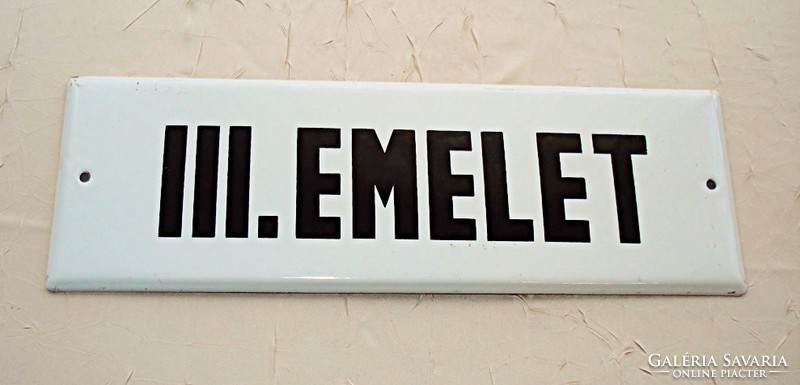 III. EMELET
GALÉRIA SAVARIA
ONLINE PIACTÉR